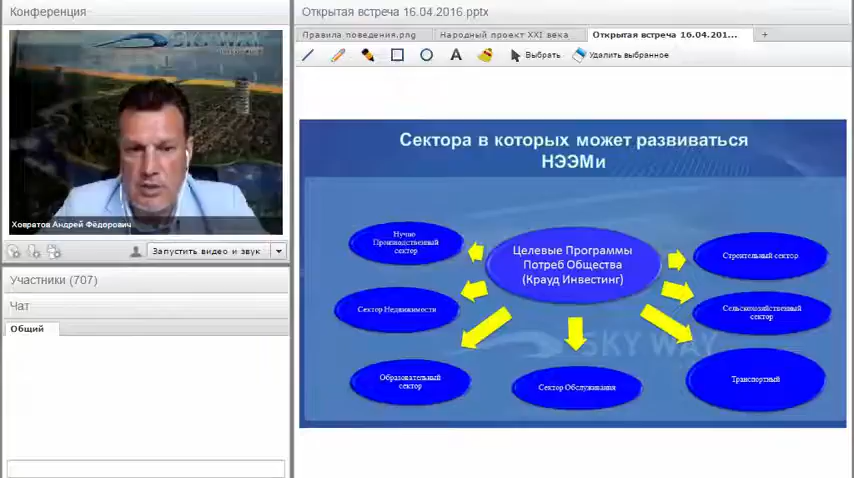 Конференция
SKY WAY
Ховратов Андрей Фёдорович
Запустить видео и звук
Участники (707)
Чат
Общий
Открытая встреча 16.04.2016.pptx
Правила поведения.png
Народный проект XXI века
Открытая встреча 16.04.201...
+
A
Выбрать
Удалить выбранное
Сектора в которых может развиваться
НЭЭМи
Нучно
Производственный
сектор
Целевые Программы
Потреб Общества
(Крауд Инвестинг)
Строительный сектор
Сектор Недвижимости
Сельскохозяйственный
сектор
SKY WAY
Образовательный
сектор
Сектор Обслуживания
Транспортный